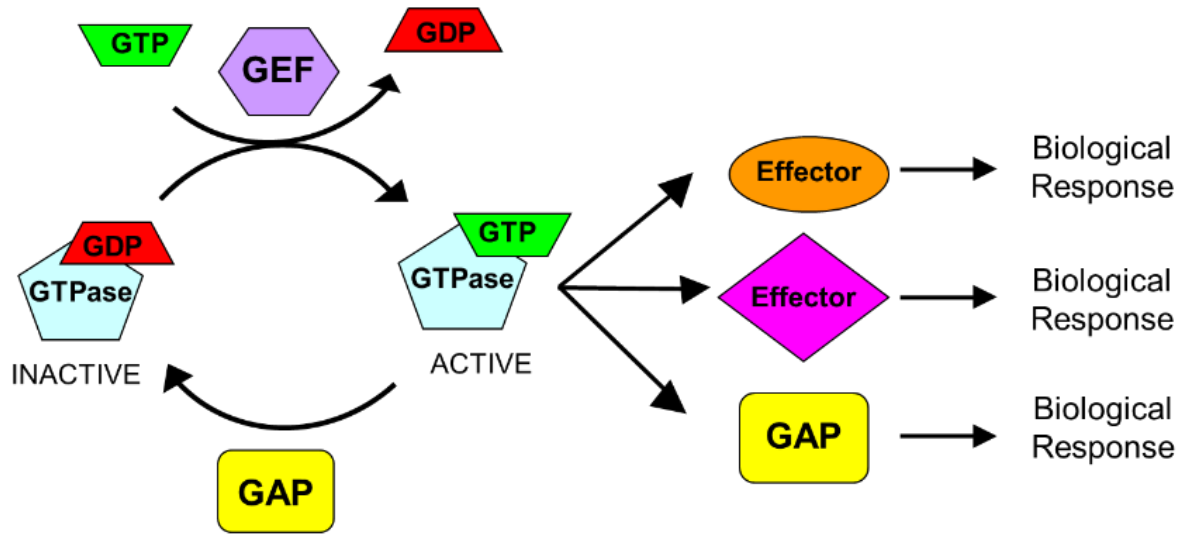 GTP
GEF
GDP
GDP
GTPase
INACTIVE
GTP
GTPase
ACTIVE
GAP
Effector
Biological
Response
Effector
Biological
Response
GAP
Biological
Response